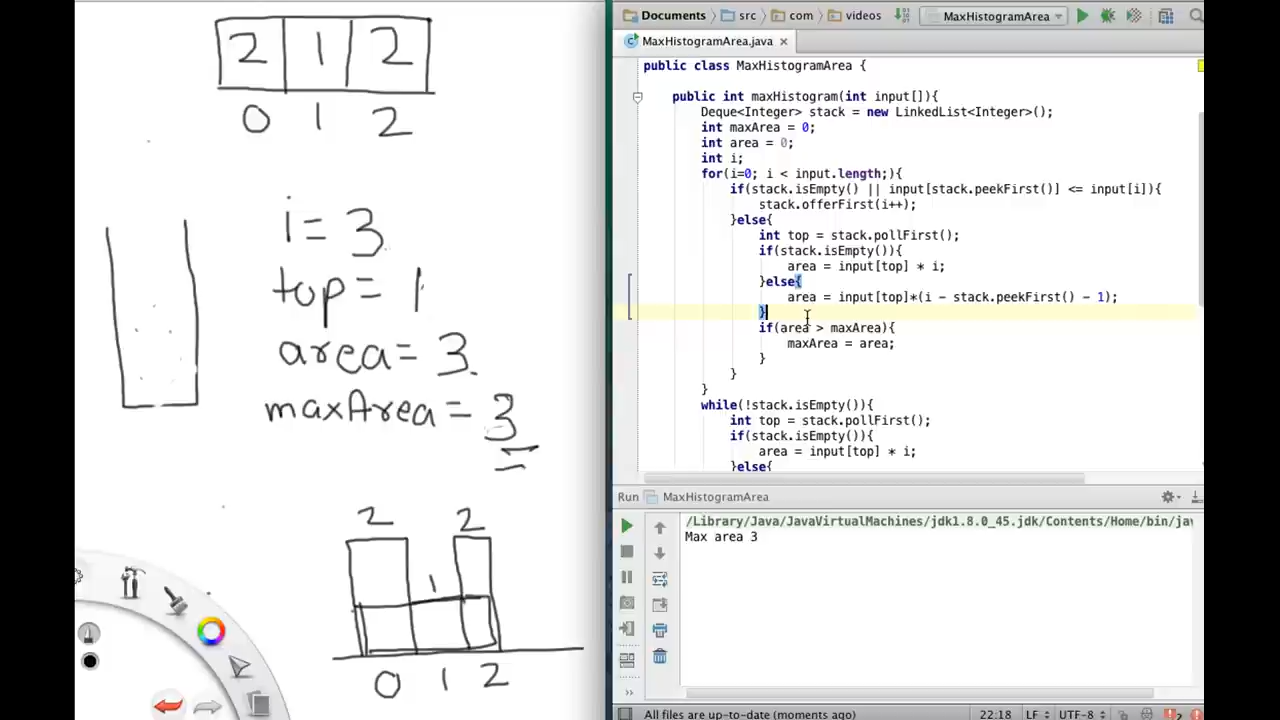 2 1 2
0 1 2
i = 3
top = 1
area = 3
maxArea = 3
2 2
1
0 1 2
Documents src com videos MaxHistogramArea
MaxHistogramArea.java
public class MaxHistogramArea {
public int maxHistogram(int input[]){
Deque<Integer> stack = new LinkedList<Integer>();
int maxArea = 0;
int area = 0;
int i;
for(i=0; i < input.length;){
if(stack.isEmpty() || input[stack.peekFirst()] <= input[i]){
stack.offerFirst(i++);
}else{
int top = stack.pollFirst();
if(stack.isEmpty()){
area = input[top] * i;
}else{
area = input[top]*(i - stack.peekFirst() - 1);
}
if(area > maxArea){
maxArea = area;
}
}
}
while(!stack.isEmpty()){
int top = stack.pollFirst();
if(stack.isEmpty()){
area = input[top] * i;
}else{
Run MaxHistogramArea
/Library/Java/JavaVirtualMachines/jdk1.8.0_45.jdk/Contents/Home/bin/jav
Max area 3
All files are up-to-date (moments ago) 22:18 LF UTF-8